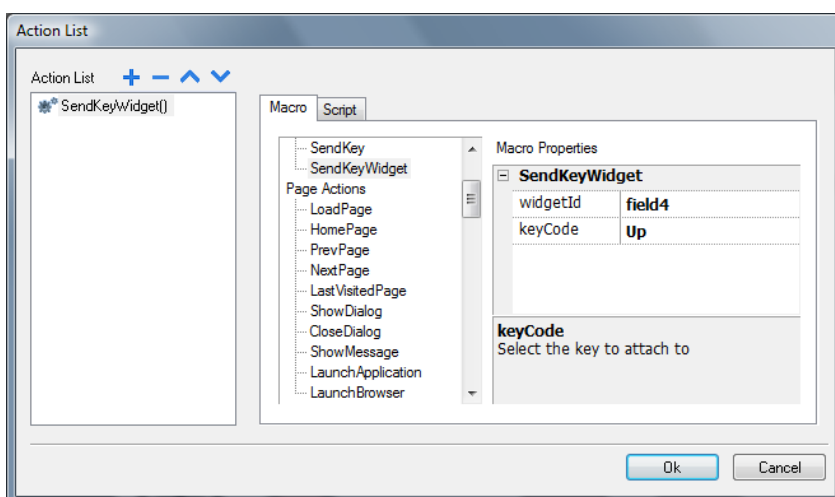 Action List
Action List
SendKeyWidget()
Macro
Script
SendKey
SendKeyWidget
Page Actions
LoadPage
HomePage
PrevPage
NextPage
LastVisitedPage
ShowDialog
CloseDialog
ShowMessage
LaunchApplication
LaunchBrowser
Macro Properties
SendKeyWidget
widgetId field4
keyCode Up
keyCode
Select the key to attach to
Ok
Cancel